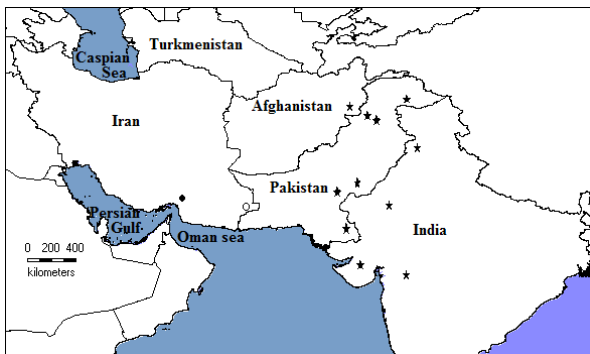 Turkmenistan
Caspian
Sea
Afghanistan
Iran
Pakistan
Persian
Gulf
Oman sea
India
0 200 400
kilometers